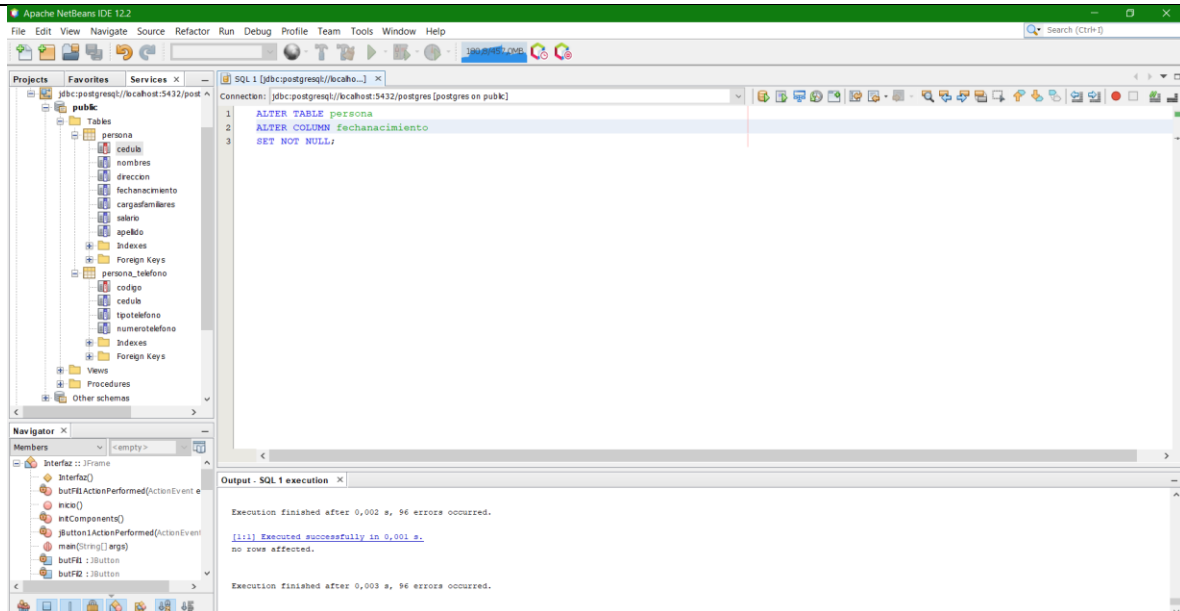 Apache NetBeans IDE 12.2
File Edit View Navigate Source Refactor Run Debug Profile Team Tools Window Help
Search (Ctrl+I)
Projects Favorites Services
SQL 1 [jdbc:postgresql://localho...]
jdbc:postgresql://localhost:5432/post
Connection: jdbc:postgresql://localhost:5432/postgres [postgres on public]
public
Tables
persona
cedula
nombres
direccion
fechanacimiento
cargasfamiliares
salario
apellido
Indexes
Foreign Keys
persona_telefono
codigo
cedula
tipotelefono
numerotelefono
Indexes
Foreign Keys
Views
Procedures
Other schemas
1 ALTER TABLE persona
2 ALTER COLUMN fechanacimiento
3 SET NOT NULL;
Navigator
Members <empty>
Interfaz :: JFrame
Interfaz()
butFil1ActionPerformed(ActionEvent e
inicio()
initComponents()
jButton1ActionPerformed(ActionEvent
main(String[] args)
butFil1 : JButton
butFil2 : JButton
Output - SQL 1 execution
Execution finished after 0,002 s, 96 errors occurred.
[1:1] Executed successfully in 0,001 s.
no rows affected.
Execution finished after 0,003 s, 96 errors occurred.